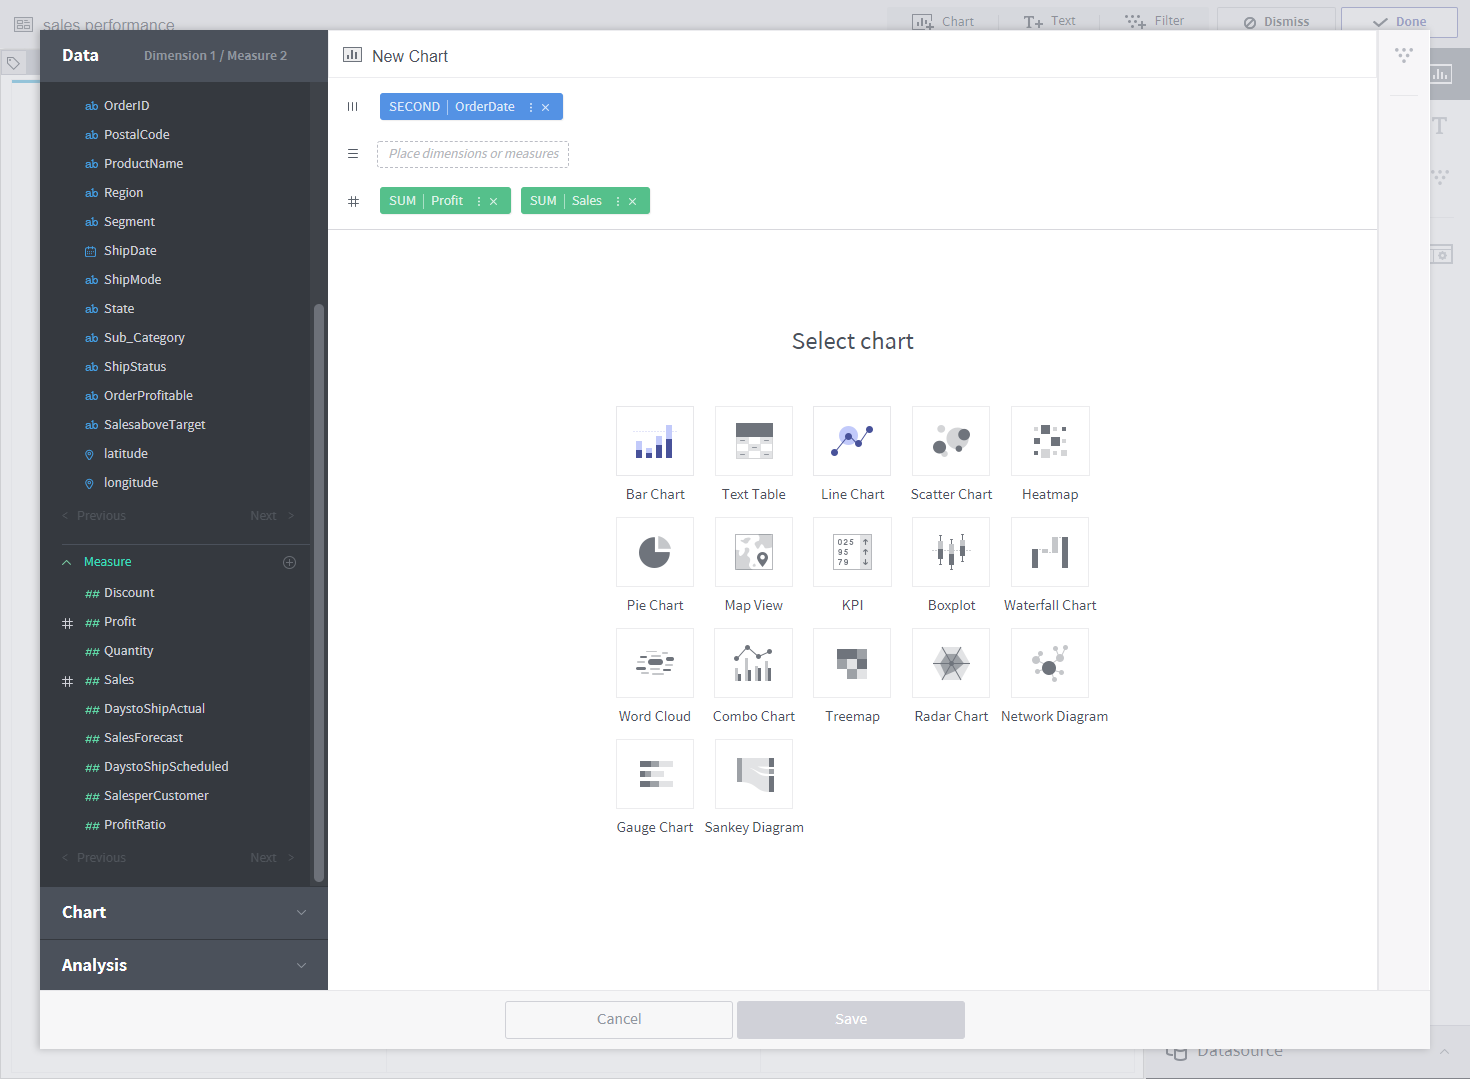 sales performance
Chart
Text
Filter
Dismiss
Done
Data
Dimension 1 / Measure 2
New Chart
ab OrderID
ab PostalCode
ab ProductName
ab Region
ab Segment
ShipDate
ab ShipMode
ab State
ab Sub_Category
ab ShipStatus
ab OrderProfitable
ab SalesaboveTarget
latitude
longitude
< Previous
Next >
Measure
## Discount
## Profit
## Quantity
## Sales
## DaystoShipActual
## SalesForecast
## DaystoShipScheduled
## SalesperCustomer
## ProfitRatio
< Previous
Next >
Chart
Analysis
SECOND | OrderDate
Place dimensions or measures
SUM | Profit
SUM | Sales
Select chart
Bar Chart
Text Table
Line Chart
Scatter Chart
Heatmap
025
95
79
Pie Chart
Map View
KPI
Boxplot
Waterfall Chart
Word Cloud
Combo Chart
Treemap
Radar Chart
Network Diagram
Gauge Chart
Sankey Diagram
Cancel
Save
Datasource